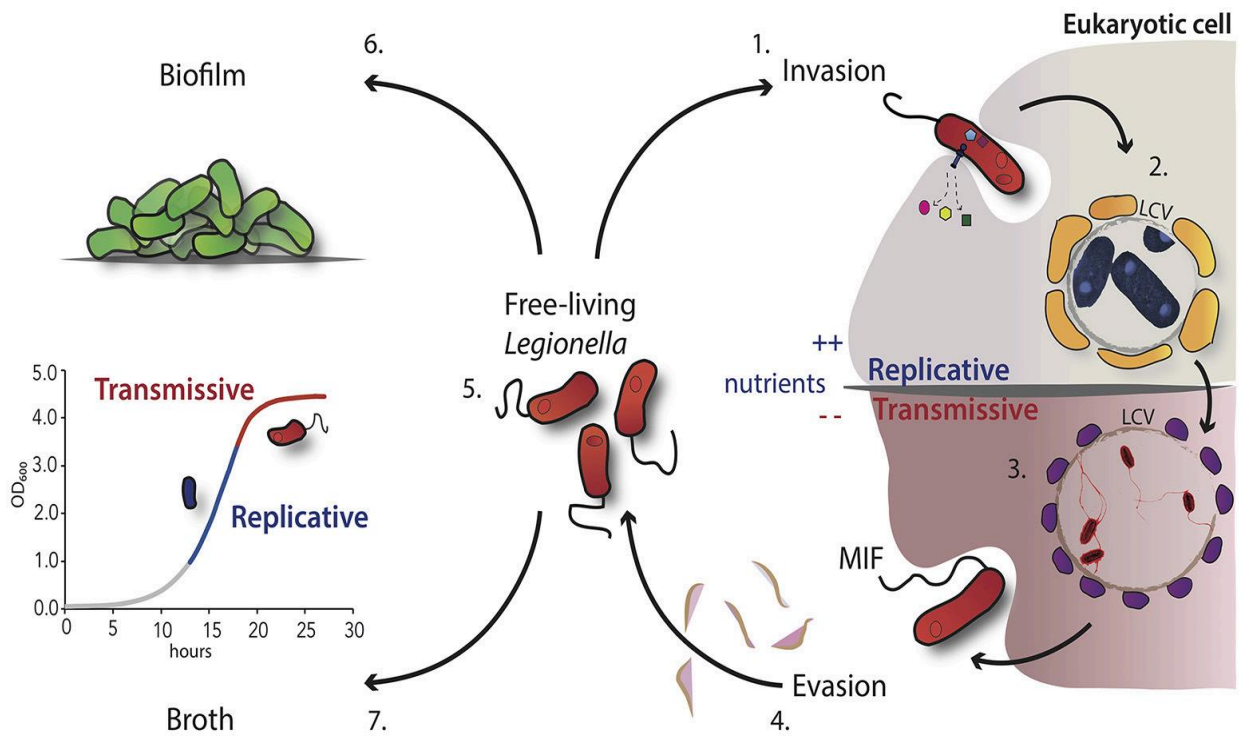 Eukaryotic cell
6.
Biofilm
1.
Invasion
2.
LCV
Free-living
Legionella
5.
++
nutrients
- -
Replicative
Transmissive
LCV
3.
MIF
Evasion
4.
5.0
4.0
3.0
2.0
1.0
0.0
OD600
Transmissive
Replicative
0 5 10 15 20 25 30
hours
Broth
7.